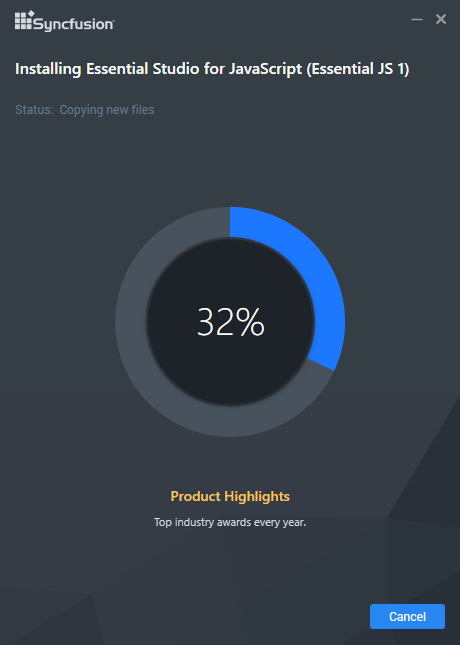 Syncfusion
Installing Essential Studio for JavaScript (Essential JS 1)
Status: Copying new files
32%
Product Highlights
Top industry awards every year.
Cancel